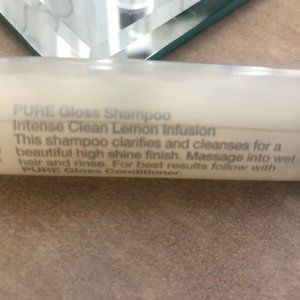 PURE Gloss Shampoo
Intense Clean Lemon Infusion
This shampoo clarifies and cleanses for a
beautiful high shine finish. Massage into wet
hair and rinse. For best results follow with
PURE Gloss Conditioner.